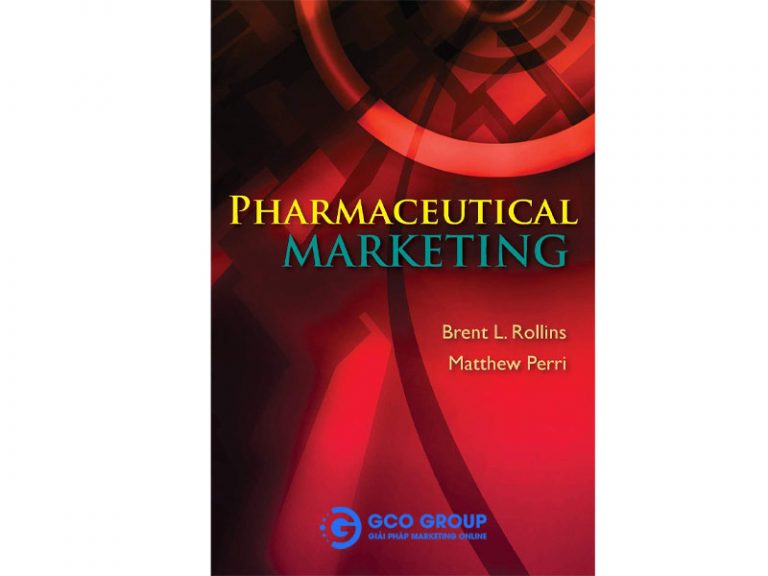 PHARMACEUTICAL
MARKETING
Brent L. Rollins
Matthew Perri
GCO GROUP
GIẢI PHÁP MARKETING ONLINE